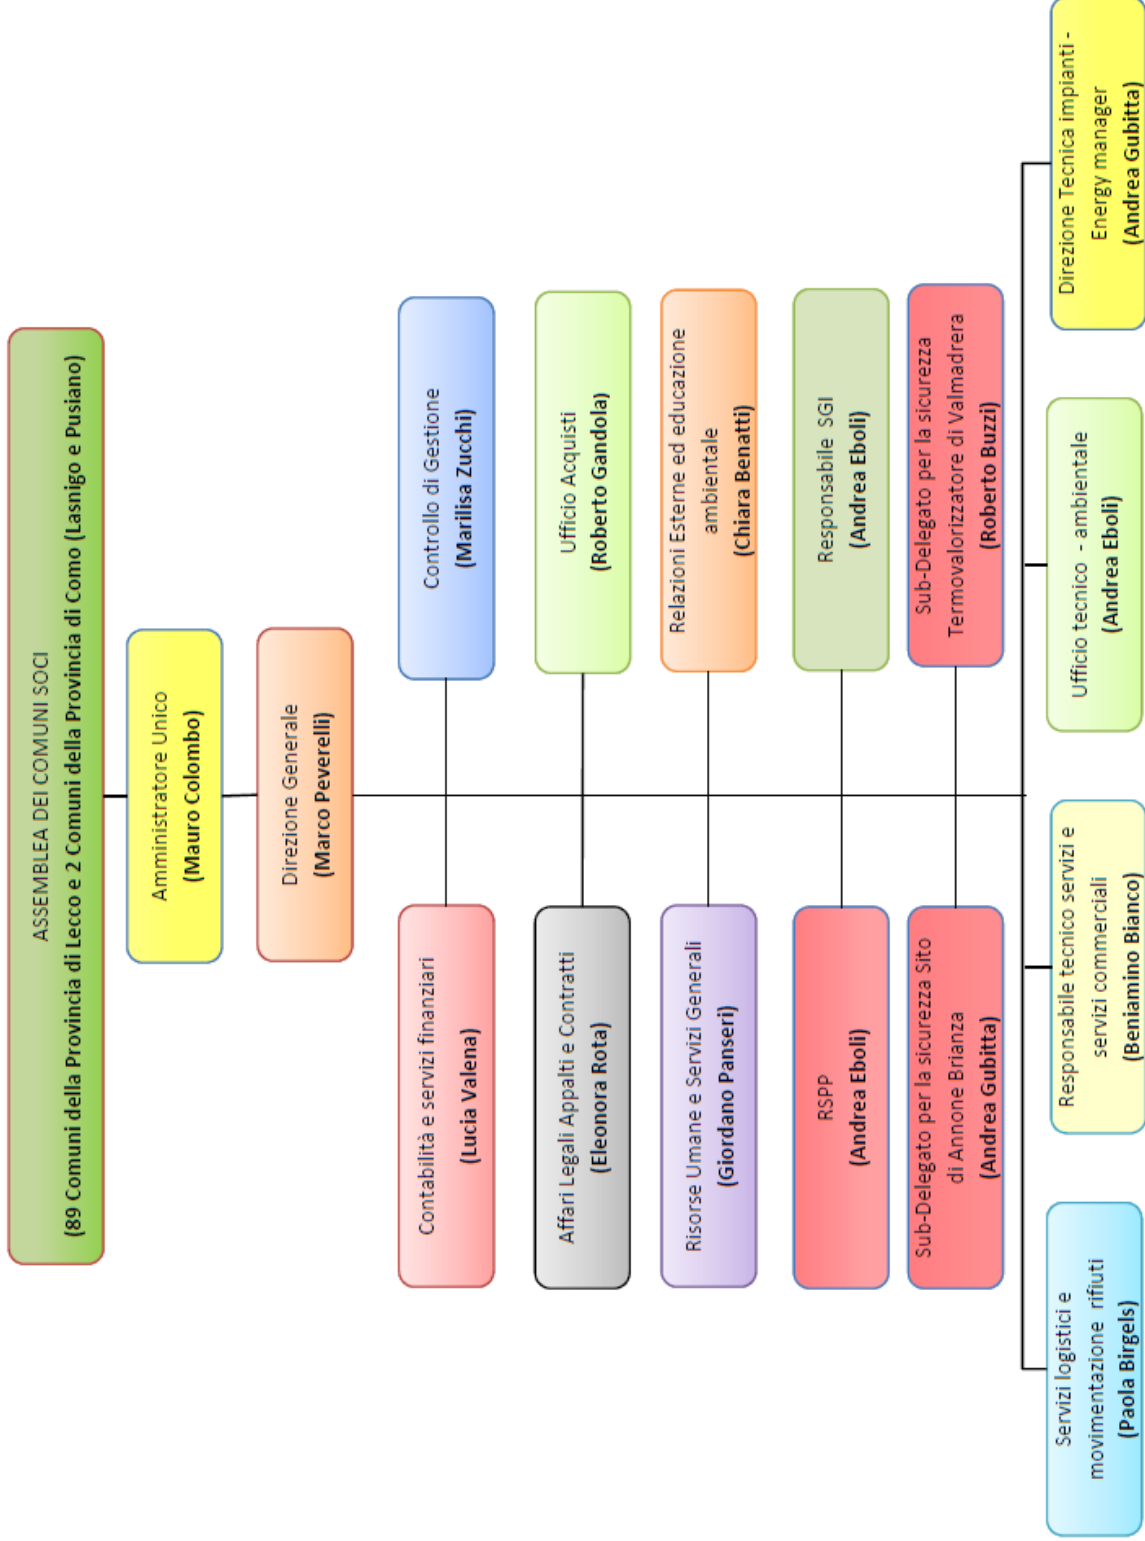 ASSEMBLEA DEI COMUNI SOCI
(89 Comuni della Provincia di Lecco e 2 Comuni della Provincia di Como (Lasnigo e Pusiano)
Amministratore Unico
(Mauro Colombo)
Direzione Generale
(Marco Peverelli)
Contabilità e servizi finanziari
(Lucia Valena)
Controllo di Gestione
(Marilisa Zucchi)
Affari Legali Appalti e Contratti
(Eleonora Rota)
Ufficio Acquisti
(Roberto Gandola)
Risorse Umane e Servizi Generali
(Giordano Panseri)
Relazioni Esterne ed educazione
ambientale
(Chiara Benatti)
RSPP
(Andrea Eboli)
Responsabile SGI
(Andrea Eboli)
Sub-Delegato per la sicurezza Sito
di Annone Brianza
(Andrea Gubitta)
Sub-Delegato per la sicurezza
Termovalorizzatore di Valmadrera
(Roberto Buzzi)
Servizi logistici e
movimentazione rifiuti
(Paola Birgels)
Responsabile tecnico servizi e
servizi commerciali
(Beniamino Bianco)
Ufficio tecnico - ambientale
(Andrea Eboli)
Direzione Tecnica impianti -
Energy manager
(Andrea Gubitta)